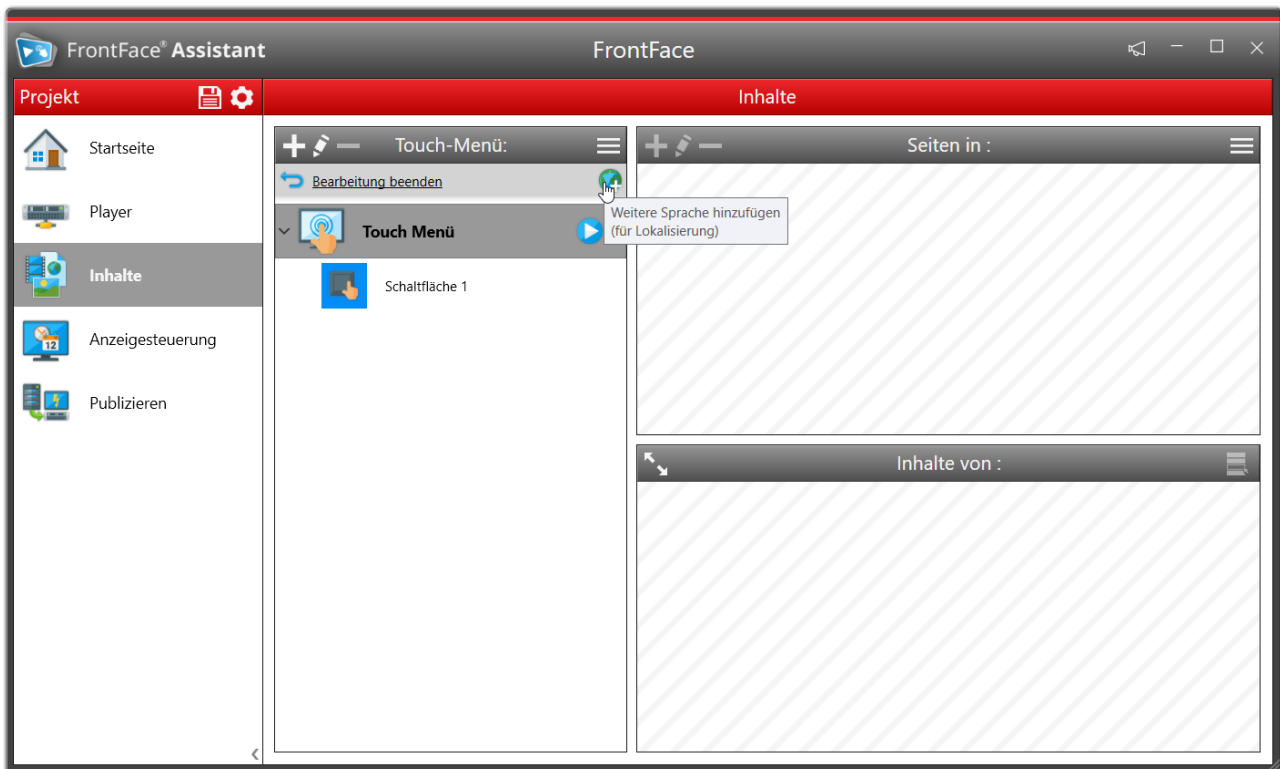 FrontFace® Assistant
FrontFace
Projekt
Inhalte
Startseite
Player
Inhalte
12
Anzeigesteuerung
Publizieren
Touch-Menü:
Bearbeitung beenden
Weitere Sprache hinzufügen
(für Lokalisierung)
Touch Menü
Schaltfläche 1
Seiten in :
Inhalte von :